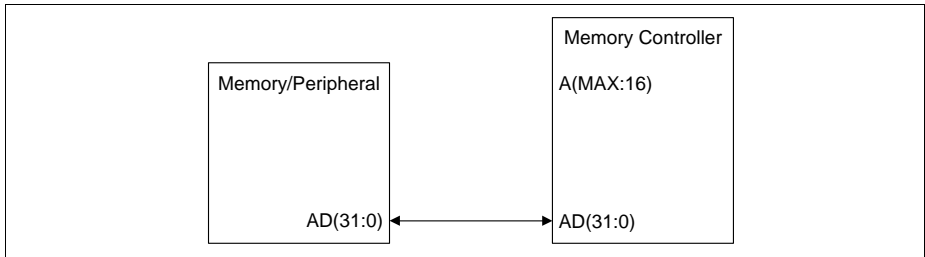 Memory Controller
Memory/Peripheral
A(MAX:16)
AD(31:0)
AD(31:0)